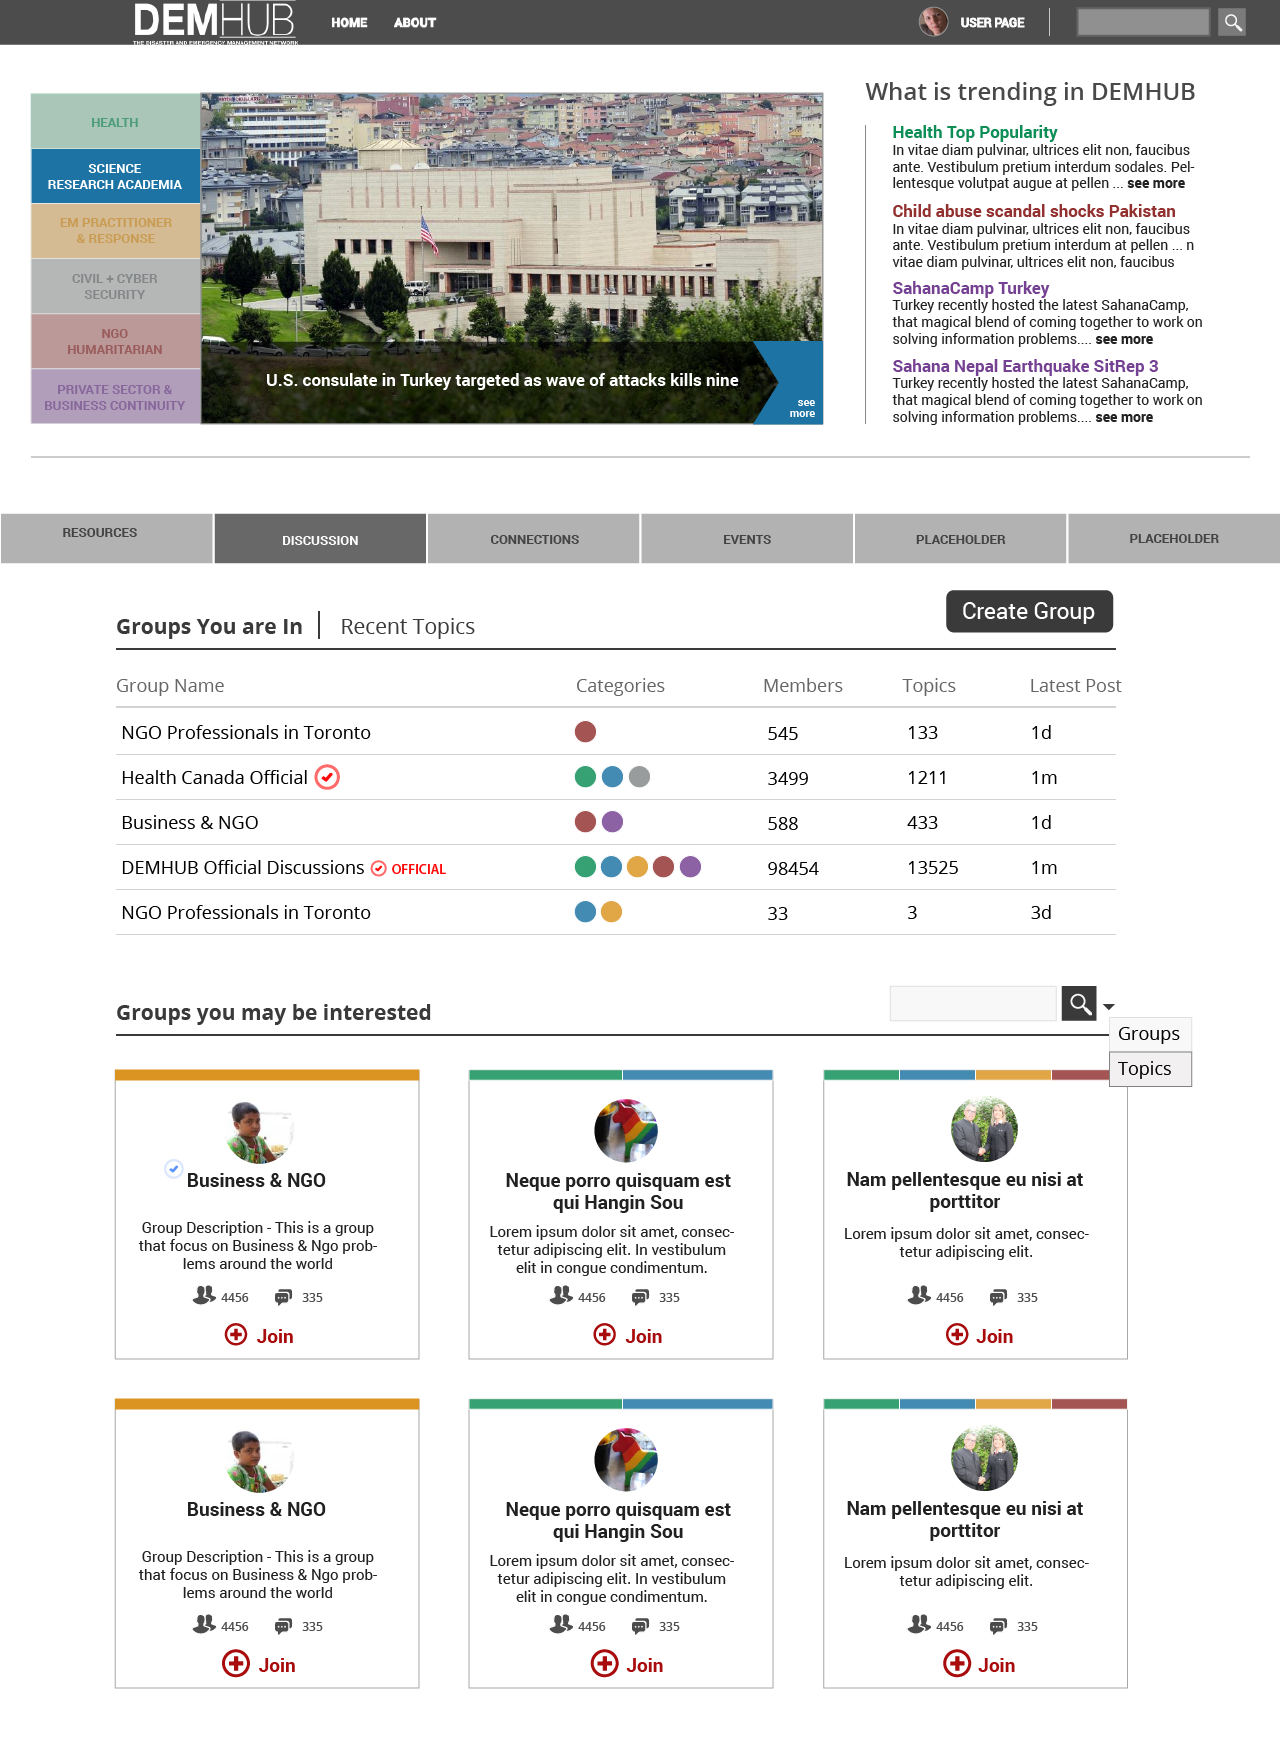 DEMHUB
THE DISASTER AND EMERGENCY MANAGEMENT NETWORK
HOME
ABOUT
USER PAGE
HEALTH
SCIENCE
RESEARCH ACADEMIA
EM PRACTITIONER
& RESPONSE
CIVIL + CYBER
SECURITY
NGO
HUMANITARIAN
PRIVATE SECTOR &
BUSINESS CONTINUITY
U.S. consulate in Turkey targeted as wave of attacks kills nine
see
more
What is trending in DEMHUB
Health Top Popularity
In vitae diam pulvinar, ultrices elit non, faucibus
ante. Vestibulum pretium interdum sodales. Pel-
lentesque volutpat augue at pellen ... see more
Child abuse scandal shocks Pakistan
In vitae diam pulvinar, ultrices elit non, faucibus
ante. Vestibulum pretium interdum at pellen ... n
vitae diam pulvinar, ultrices elit non, faucibus
SahanaCamp Turkey
Turkey recently hosted the latest SahanaCamp,
that magical blend of coming together to work on
solving information problems.... see more
Sahana Nepal Earthquake SitRep 3
Turkey recently hosted the latest SahanaCamp,
that magical blend of coming together to work on
solving information problems.... see more
RESOURCES
DISCUSSION
CONNECTIONS
EVENTS
PLACEHOLDER
PLACEHOLDER
Groups You are In
Recent Topics
Create Group
Group Name Categories Members Topics Latest Post
NGO Professionals in Toronto 545 133 1d
Health Canada Official 3499 1211 1m
Business & NGO 588 433 1d
DEMHUB Official Discussions OFFICIAL 98454 13525 1m
NGO Professionals in Toronto 33 3 3d
Groups you may be interested
Groups
Topics
Business & NGO
Group Description - This is a group
that focus on Business & Ngo prob-
lems around the world
4456 335
Join
Neque porro quisquam est
qui Hangin Sou
Lorem ipsum dolor sit amet, consec-
tetur adipiscing elit. In vestibulum
elit in congue condimentum.
4456 335
Join
Nam pellentesque eu nisi at
porttitor
Lorem ipsum dolor sit amet, consec-
tetur adipiscing elit.
4456 335
Join
Business & NGO
Group Description - This is a group
that focus on Business & Ngo prob-
lems around the world
4456 335
Join
Neque porro quisquam est
qui Hangin Sou
Lorem ipsum dolor sit amet, consec-
tetur adipiscing elit. In vestibulum
elit in congue condimentum.
4456 335
Join
Nam pellentesque eu nisi at
porttitor
Lorem ipsum dolor sit amet, consec-
tetur adipiscing elit.
4456 335
Join